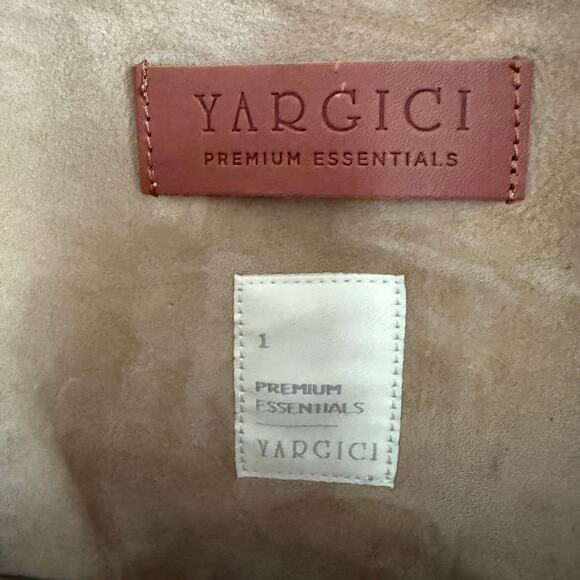 YARGICI
PREMIUM ESSENTIALS
1
PREMIUM
ESSENTIALS
YARGICI